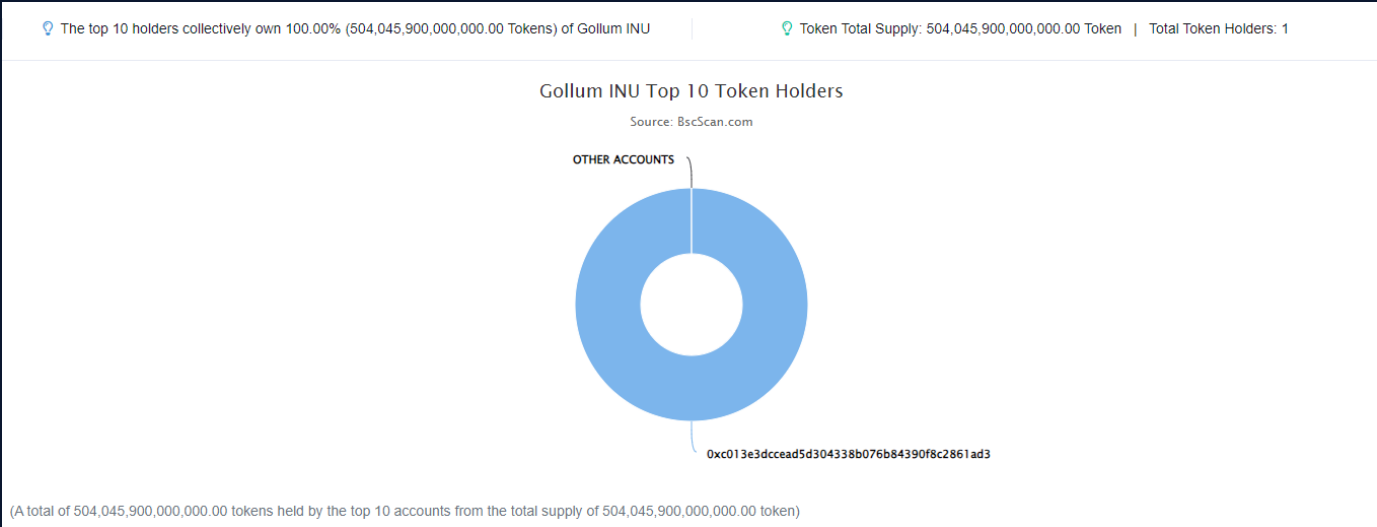 The top 10 holders collectively own 100.00% (504,045,900,000,000.00 Tokens) of Gollum INU
Token Total Supply: 504,045,900,000,000.00 Token | Total Token Holders: 1
Gollum INU Top 10 Token Holders
Source: BscScan.com
OTHER ACCOUNTS
0xc013e3dccead5d304338b076b84390f8c2861ad3
(A total of 504,045,900,000,000.00 tokens held by the top 10 accounts from the total supply of 504,045,900,000,000.00 token)